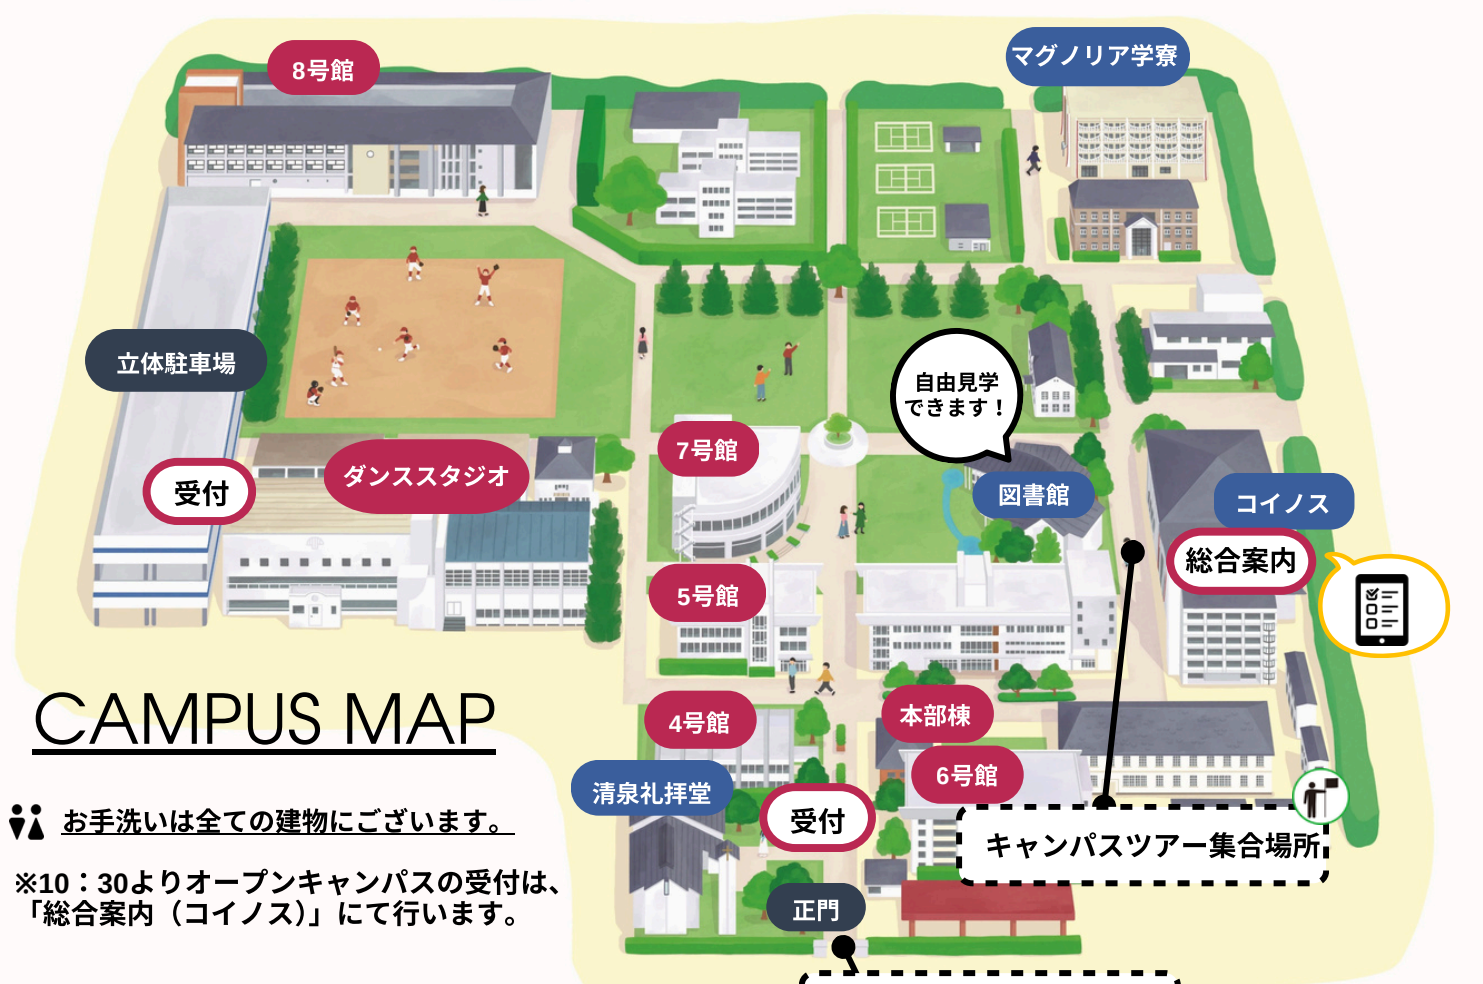 8号館
マグノリア学寮
立体駐車場
自由見学
できます！
7号館
ダンススタジオ
受付
図書館
コイノス
総合案内
5号館
CAMPUS MAP
4号館
本部棟
6号館
清泉礼拝堂
受付
お手洗いは全ての建物にございます。
キャンパスツアー集合場所
※10：30よりオープンキャンパスの受付は、
「総合案内（コイノス）」にて行います。
正門